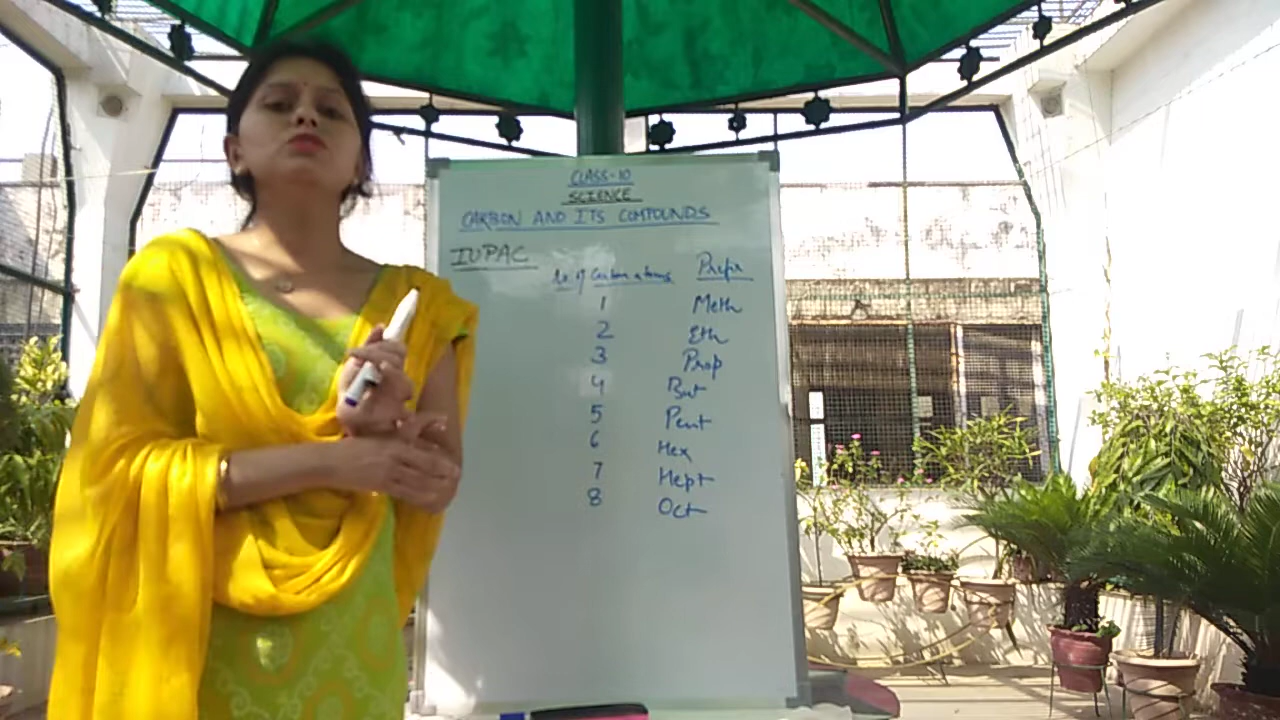 CLASS-10
SCIENCE
CARBON AND ITS COMPOUNDS
IUPAC
No. of Carbon atoms Prefix
1 Meth
2 Eth
3 Prop
4 But
5 Pent
6 Hex
7 Hept
8 Oct